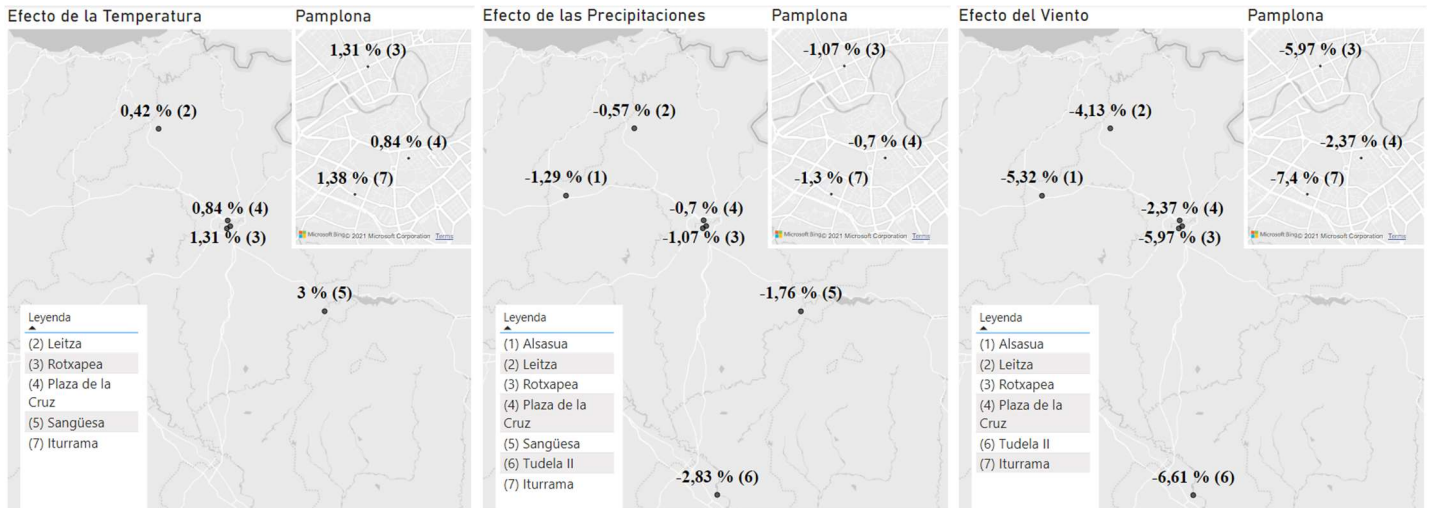 Efecto de la Temperatura
Pamplona
1,31 % (3)
0,42 % (2)
0,84 % (4)
1,38 % (7)
0,84 % (4)
1,31 % (3)
Microsoft Bing
© 2021 Microsoft Corporation Terms
3 % (5)
Leyenda
(2) Leitza
(3) Rotxapea
(4) Plaza de la
Cruz
(5) Sangüesa
(7) Iturrama
Efecto de las Precipitaciones
Pamplona
-1,07 % (3)
-0,57 % (2)
-0,7 % (4)
-1,29 % (1)
-1,3 % (7)
-0,7 % (4)
-1,07 % (3)
Microsoft Bing
© 2021 Microsoft Corporation Terms
-1,76 % (5)
Leyenda
(1) Alsasua
(2) Leitza
(3) Rotxapea
(4) Plaza de la
Cruz
(5) Sangüesa
(6) Tudela II
(7) Iturrama
-2,83 % (6)
Efecto del Viento
Pamplona
-5,97 % (3)
-4,13 % (2)
-2,37 % (4)
-5,32 % (1)
-7,4 % (7)
-2,37 % (4)
-5,97 % (3)
Microsoft Bing
© 2021 Microsoft Corporation Terms
Leyenda
(1) Alsasua
(2) Leitza
(3) Rotxapea
(4) Plaza de la
Cruz
(6) Tudela II
(7) Iturrama
-6,61 % (6)